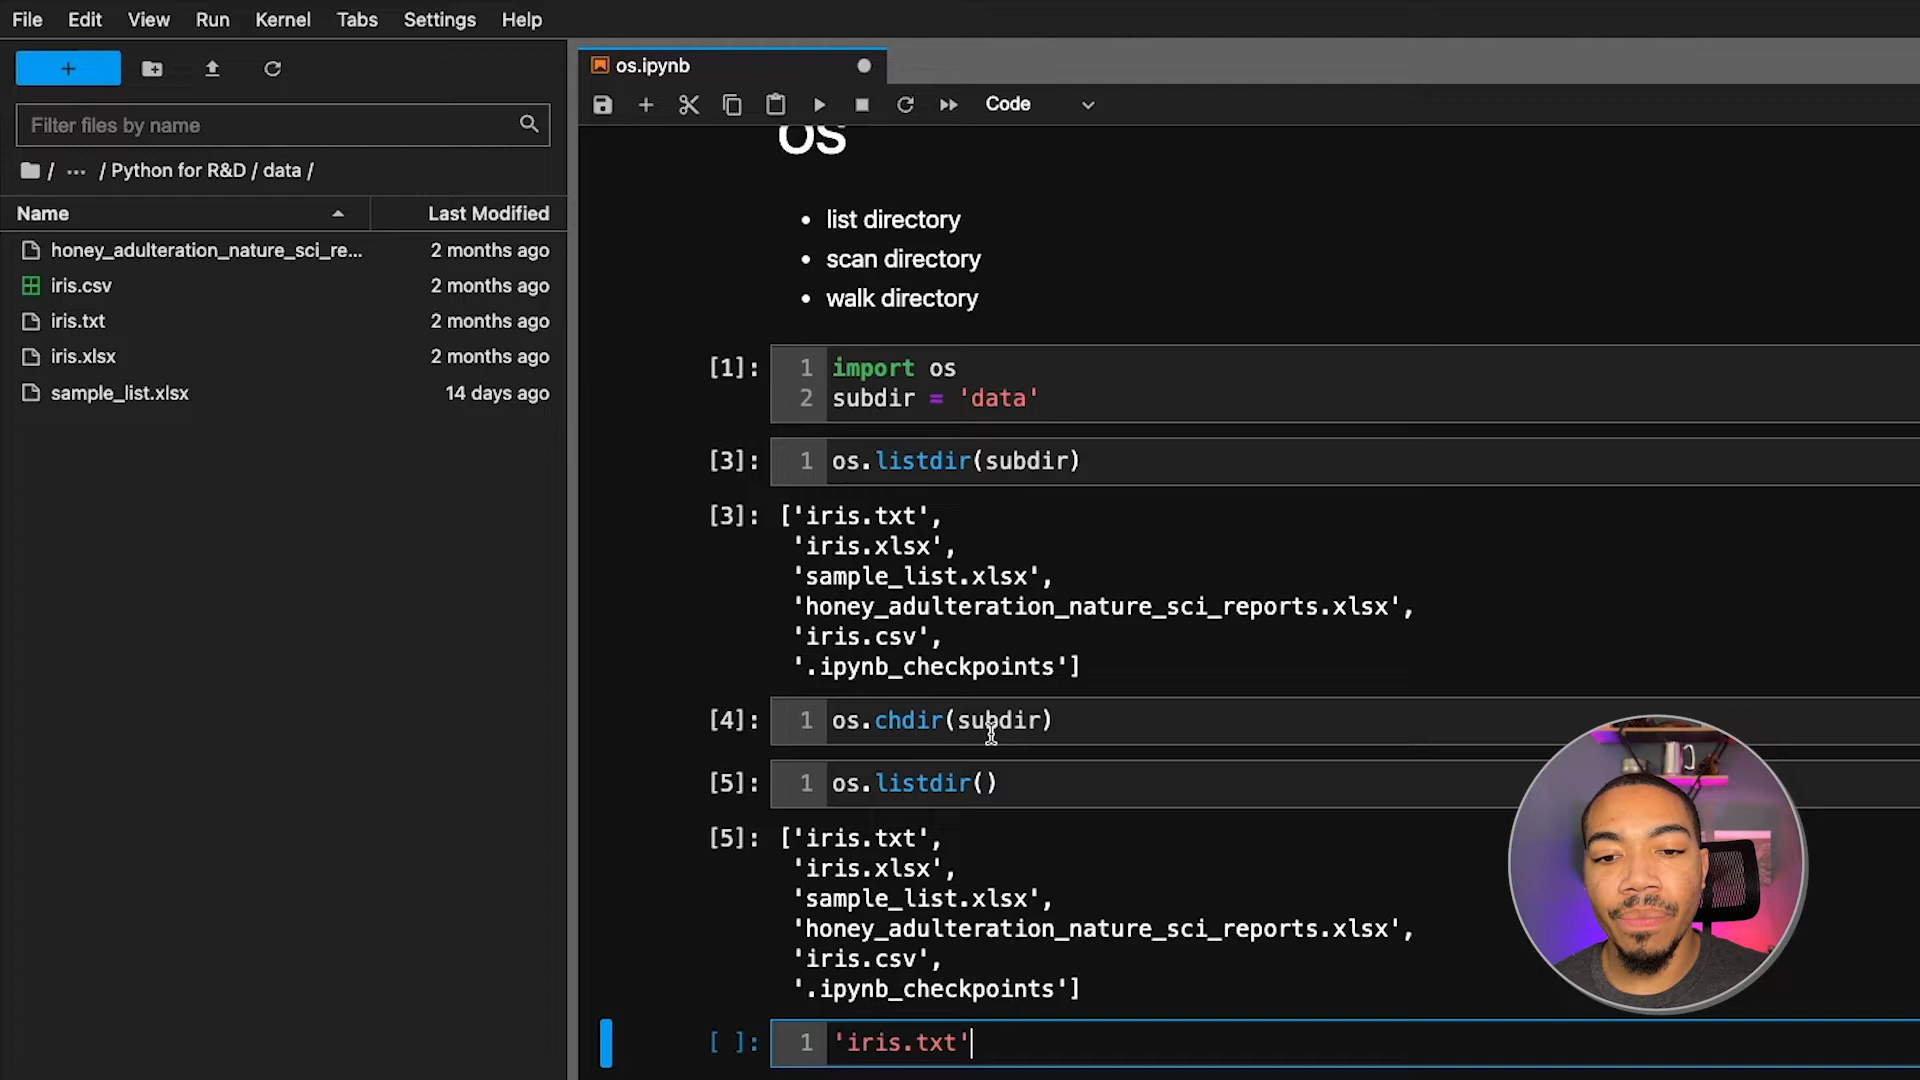 File Edit View Run Kernel Tabs Settings Help
+
Filter files by name
/ ... / Python for R&D / data /
Name Last Modified
honey_adulteration_nature_sci_re... 2 months ago
iris.csv 2 months ago
iris.txt 2 months ago
iris.xlsx 2 months ago
sample_list.xlsx 14 days ago
os.ipynb
Code
OS
• list directory
• scan directory
• walk directory
[1]: 1 import os
2 subdir = 'data'
[3]: 1 os.listdir(subdir)
[3]: ['iris.txt',
'iris.xlsx',
'sample_list.xlsx',
'honey_adulteration_nature_sci_reports.xlsx',
'iris.csv',
'.ipynb_checkpoints']
[4]: 1 os.chdir(subdir)
[5]: 1 os.listdir()
[5]: ['iris.txt',
'iris.xlsx',
'sample_list.xlsx',
'honey_adulteration_nature_sci_reports.xlsx',
'iris.csv',
'.ipynb_checkpoints']
[ ]: 1 'iris.txt'